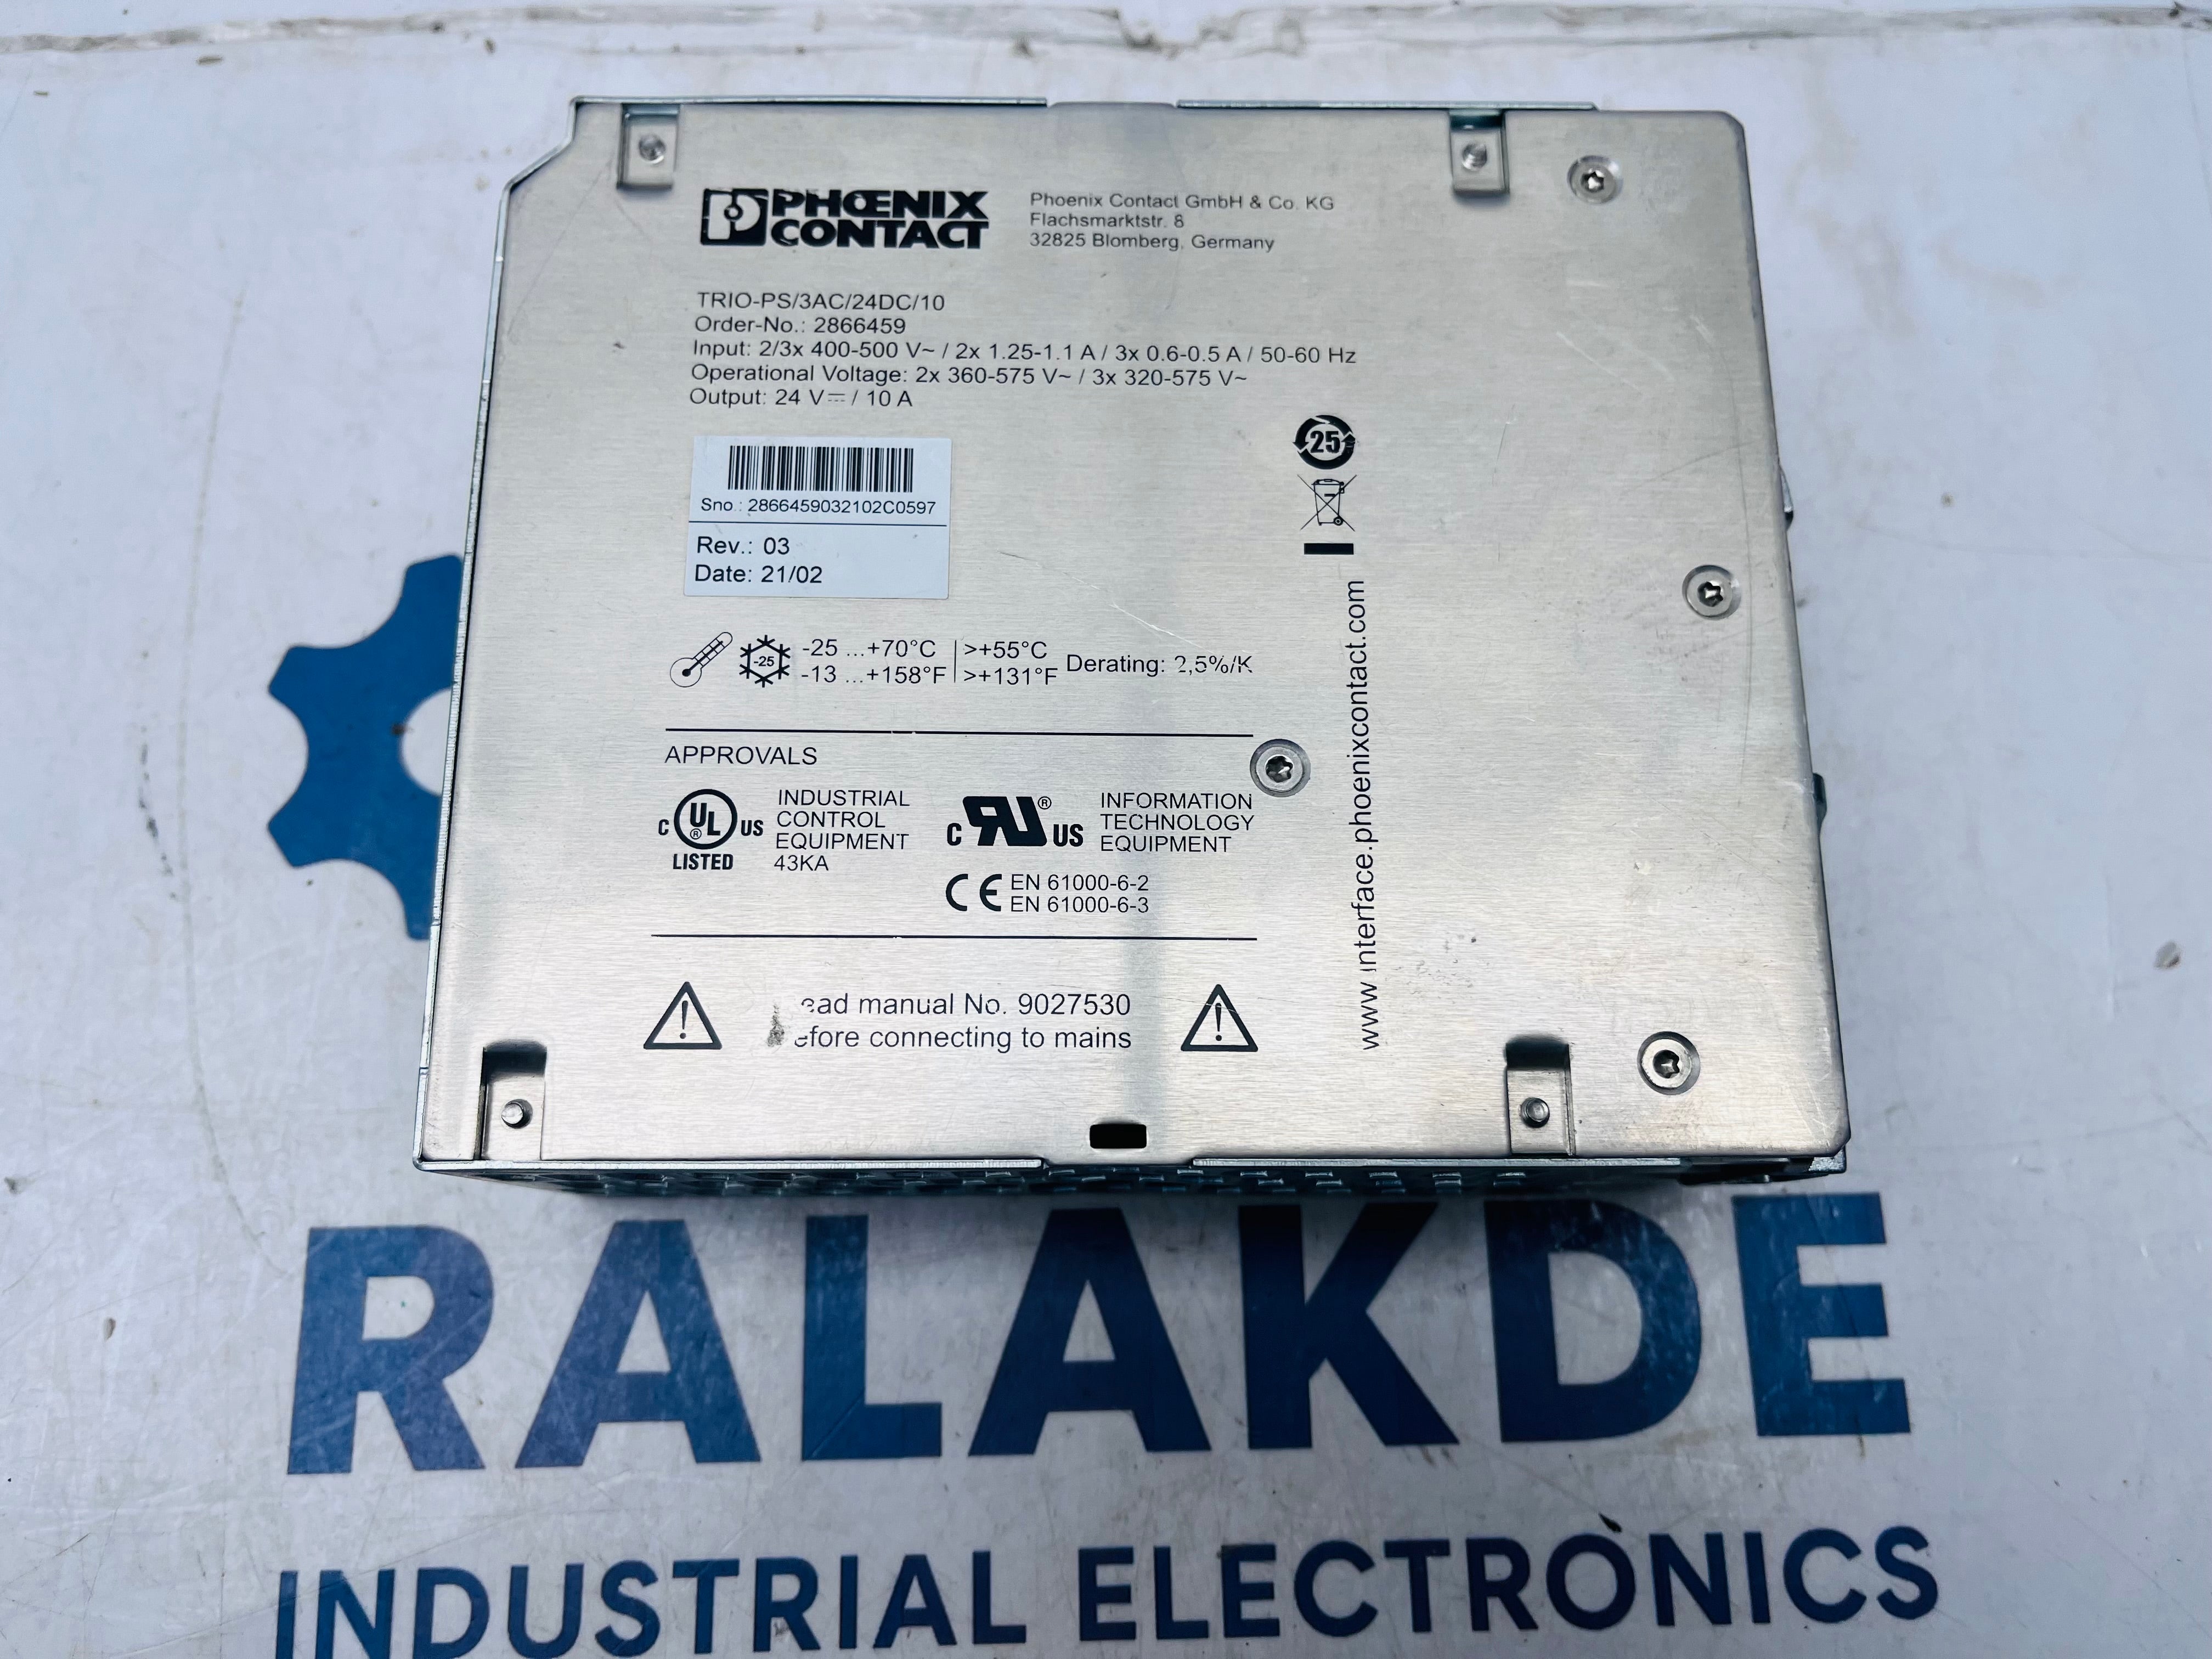 PHŒNIX
CONTACT
Phoenix Contact GmbH & Co. KG
Flachsmarktstr. 8
32825 Blomberg, Germany
TRIO-PS/3AC/24DC/10
Order-No.: 2866459
Input: 2/3x 400-500 V~ / 2x 1.25-1.1 A / 3x 0.6-0.5 A / 50-60 Hz
Operational Voltage: 2x 360-575 V~ / 3x 320-575 V~
Output: 24 V⎓ / 10 A
25
Sno.: 2866459032102C0597
Rev.: 03
Date: 21/02
-25
-25 ...+70°C | >+55°C
-13 ...+158°F | >+131°F
Derating: 2,5%/K
APPROVALS
C UL ® US
LISTED
INDUSTRIAL
CONTROL
EQUIPMENT
43KA
C RU ® US
INFORMATION
TECHNOLOGY
EQUIPMENT
CE
EN 61000-6-2
EN 61000-6-3
ead manual No. 9027530
efore connecting to mains
www.interface.phoenixcontact.com
RALAKDE
INDUSTRIAL ELECTRONICS